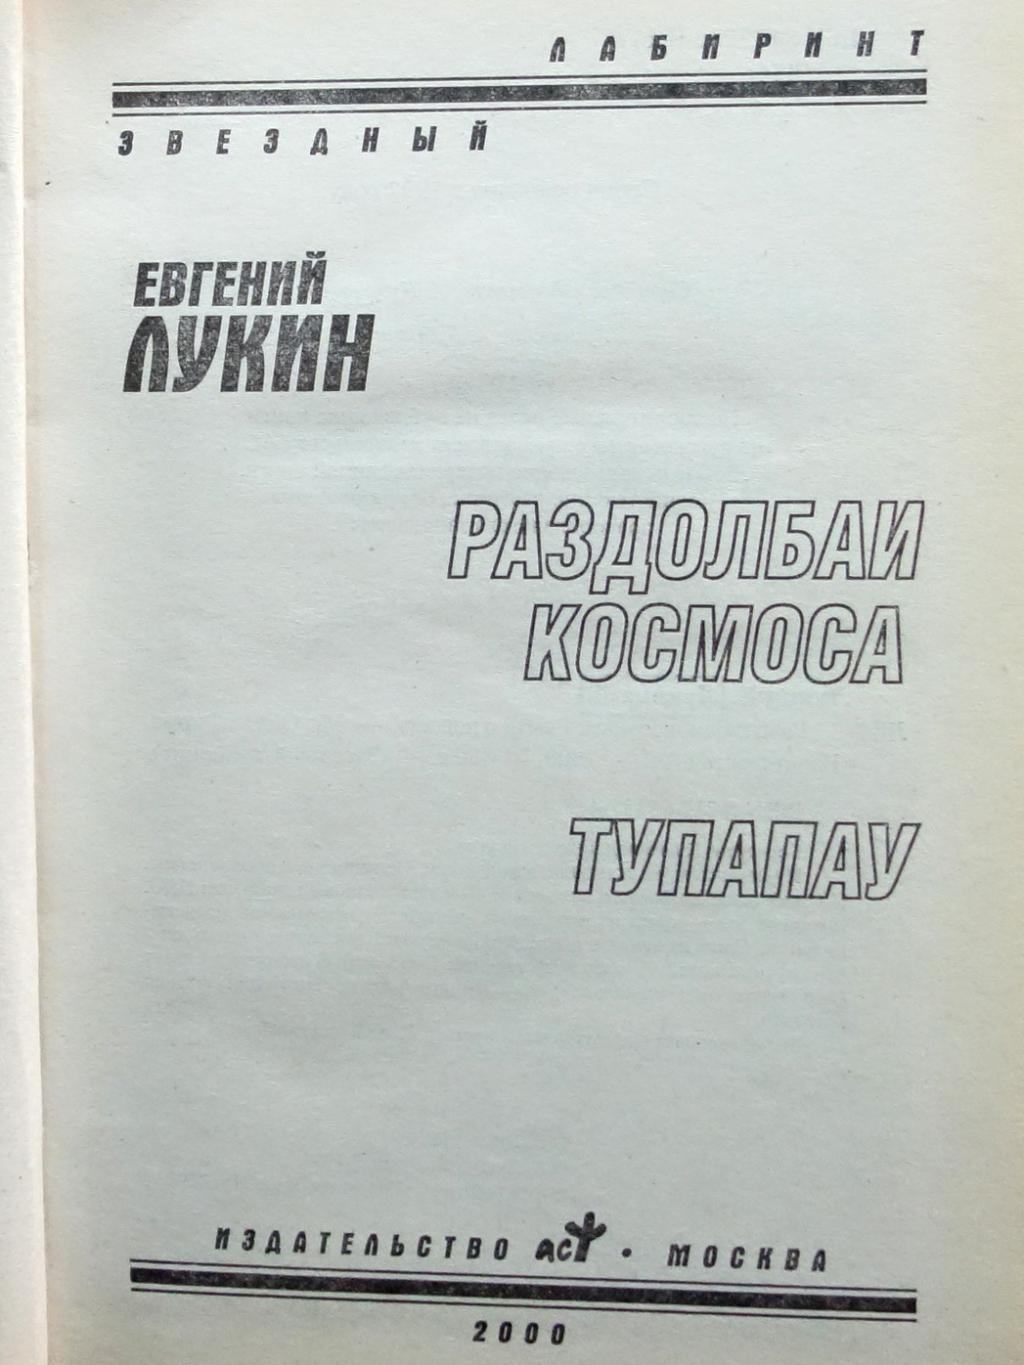 ЛАБИРИНТ
ЗВЕЗДНЫЙ
ЕВГЕНИЙ
ЛУКИН
РАЗДОЛБАИ
КОСМОСА
ТУПАПАУ
ИЗДАТЕЛЬСТВО АСТ • МОСКВА
2000